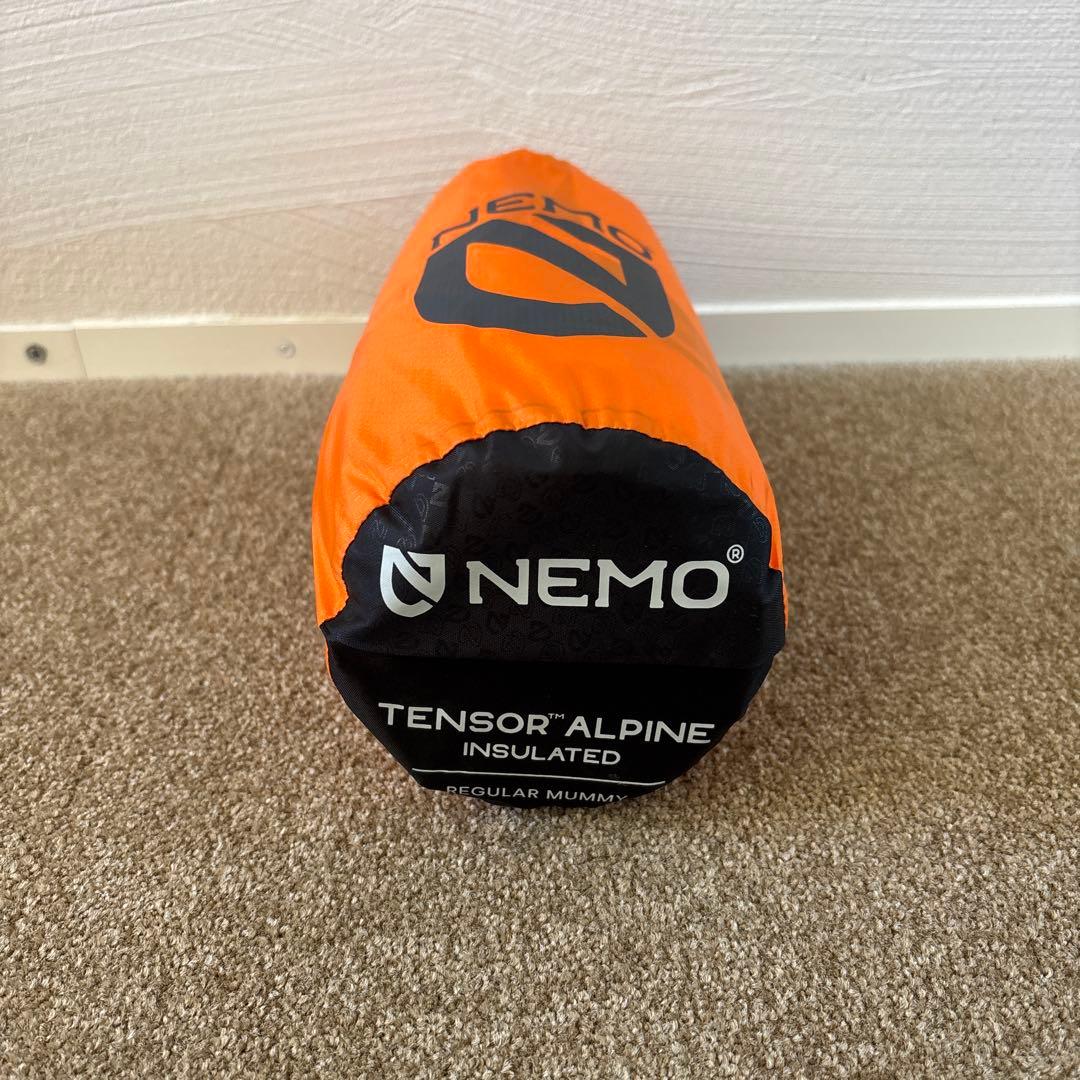 NEMO
NEMO®
TENSOR™ ALPINE
INSULATED
REGULAR MUMMY